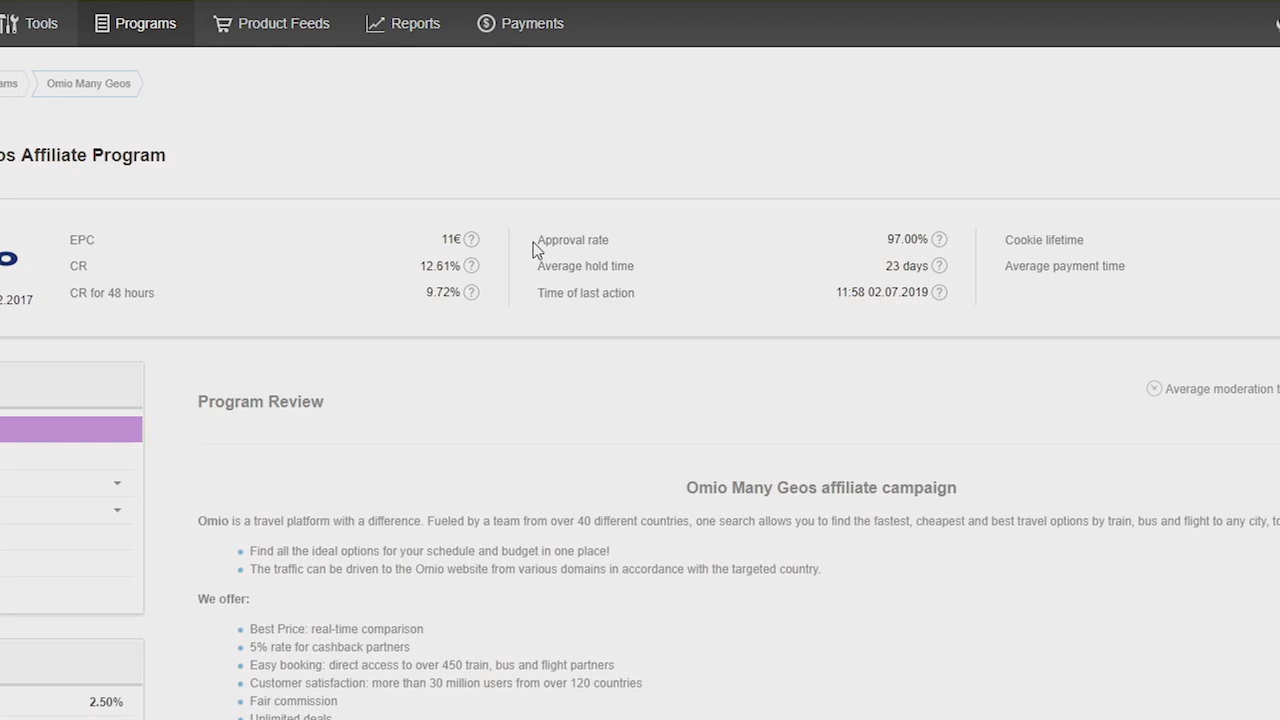 Tools Programs Product Feeds Reports Payments
ams Omio Many Geos
os Affiliate Program
EPC 11€ ? Approval rate 97.00% ? Cookie lifetime
CR 12.61% ? Average hold time 23 days ? Average payment time
CR for 48 hours 9.72% ? Time of last action 11:58 02.07.2019 ?
2.2017
Average moderation t
Program Review
Omio Many Geos affiliate campaign
Omio is a travel platform with a difference. Fueled by a team from over 40 different countries, one search allows you to find the fastest, cheapest and best travel options by train, bus and flight to any city, to
Find all the ideal options for your schedule and budget in one place!
The traffic can be driven to the Omio website from various domains in accordance with the targeted country.
We offer:
Best Price: real-time comparison
5% rate for cashback partners
Easy booking: direct access to over 450 train, bus and flight partners
Customer satisfaction: more than 30 million users from over 120 countries
Fair commission
Unlimited deals
2.50%